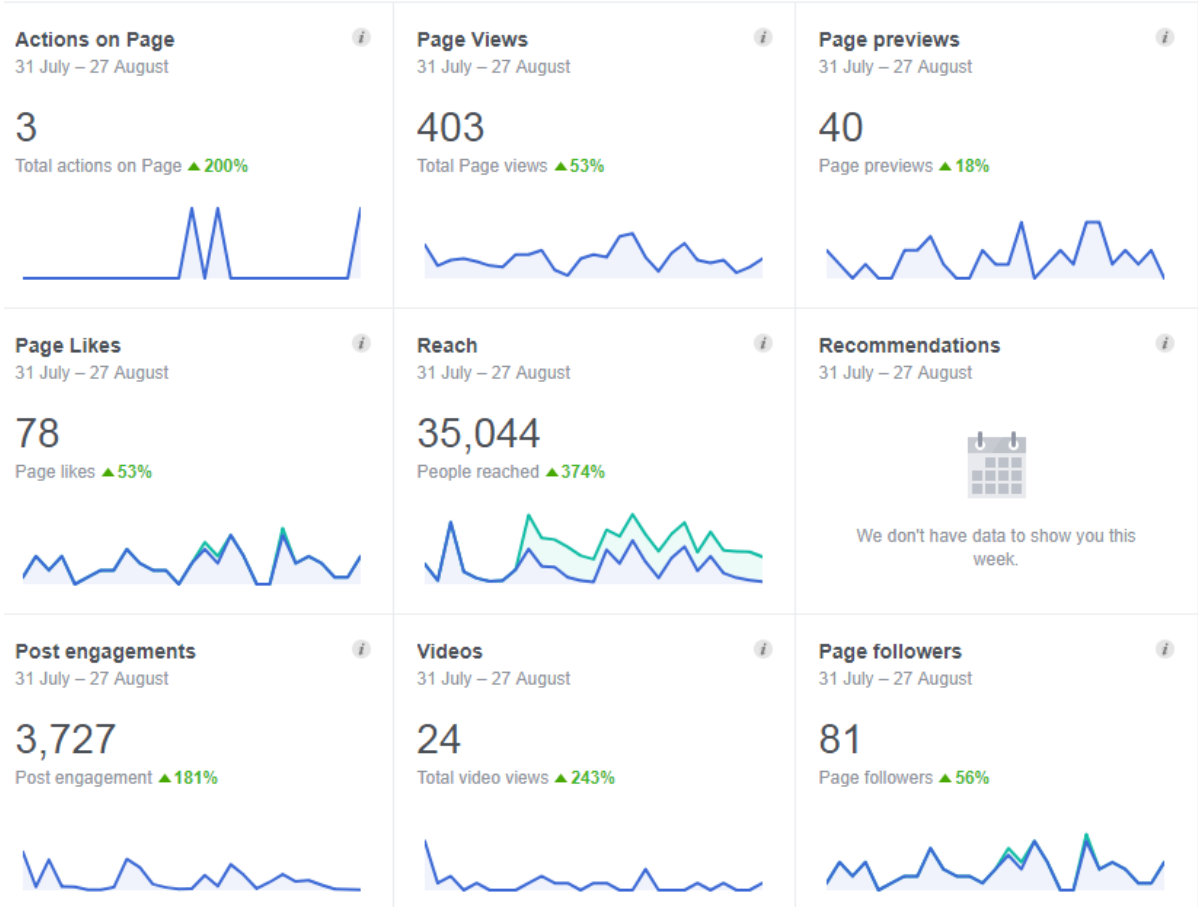 Actions on Page
31 July – 27 August
3
Total actions on Page ▲ 200%
Page Views
31 July – 27 August
403
Total Page views ▲ 53%
Page previews
31 July – 27 August
40
Page previews ▲ 18%
Page Likes
31 July – 27 August
78
Page likes ▲ 53%
Reach
31 July – 27 August
35,044
People reached ▲ 374%
Recommendations
31 July – 27 August
We don't have data to show you this
week.
Post engagements
31 July – 27 August
3,727
Post engagement ▲ 181%
Videos
31 July – 27 August
24
Total video views ▲ 243%
Page followers
31 July – 27 August
81
Page followers ▲ 56%